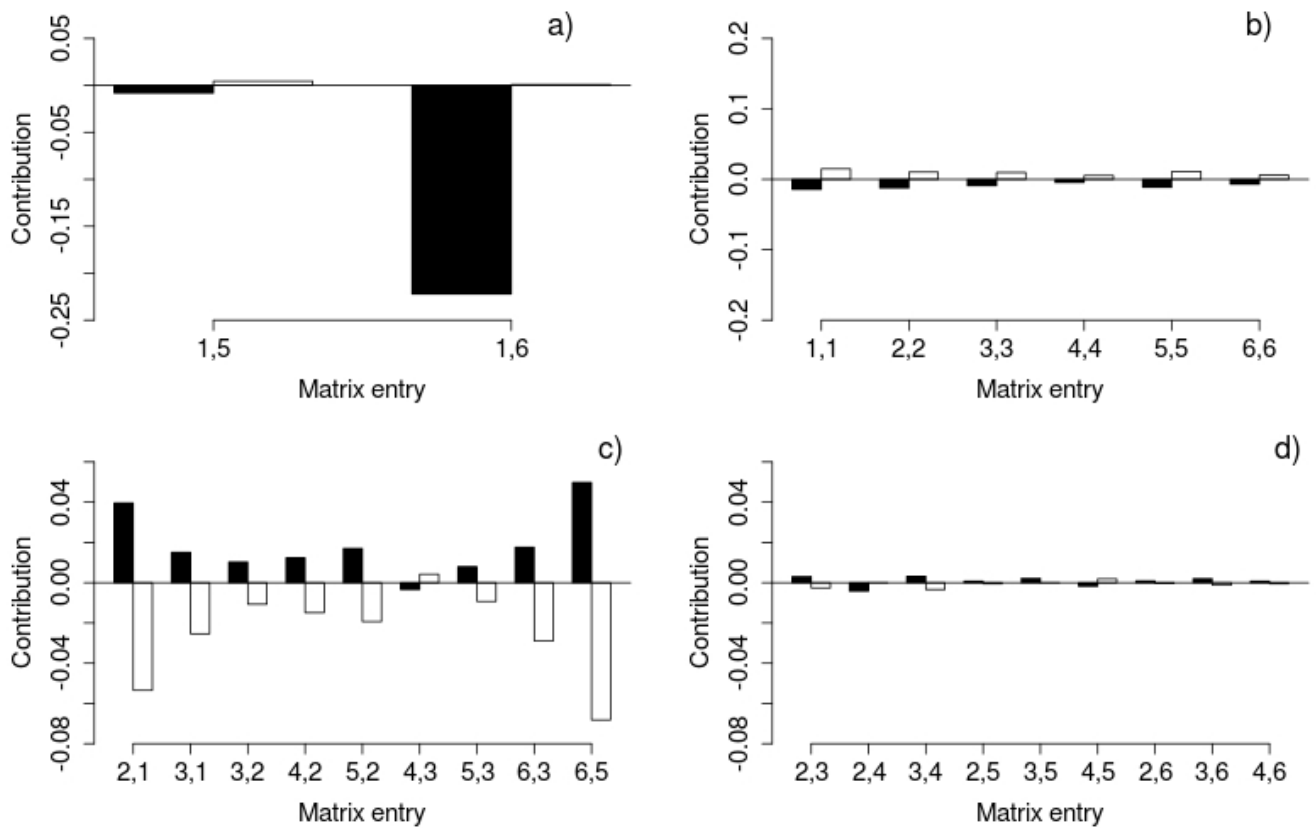 a)
0.05
-0.05
-0.15
-0.25
Contribution
1,5 1,6
Matrix entry
b)
0.2
0.1
0.0
-0.1
-0.2
Contribution
1,1 2,2 3,3 4,4 5,5 6,6
Matrix entry
c)
0.04
0.00
-0.04
-0.08
Contribution
2,1 3,1 3,2 4,2 5,2 4,3 5,3 6,3 6,5
Matrix entry
d)
0.04
0.00
-0.04
-0.08
Contribution
2,3 2,4 3,4 2,5 3,5 4,5 2,6 3,6 4,6
Matrix entry